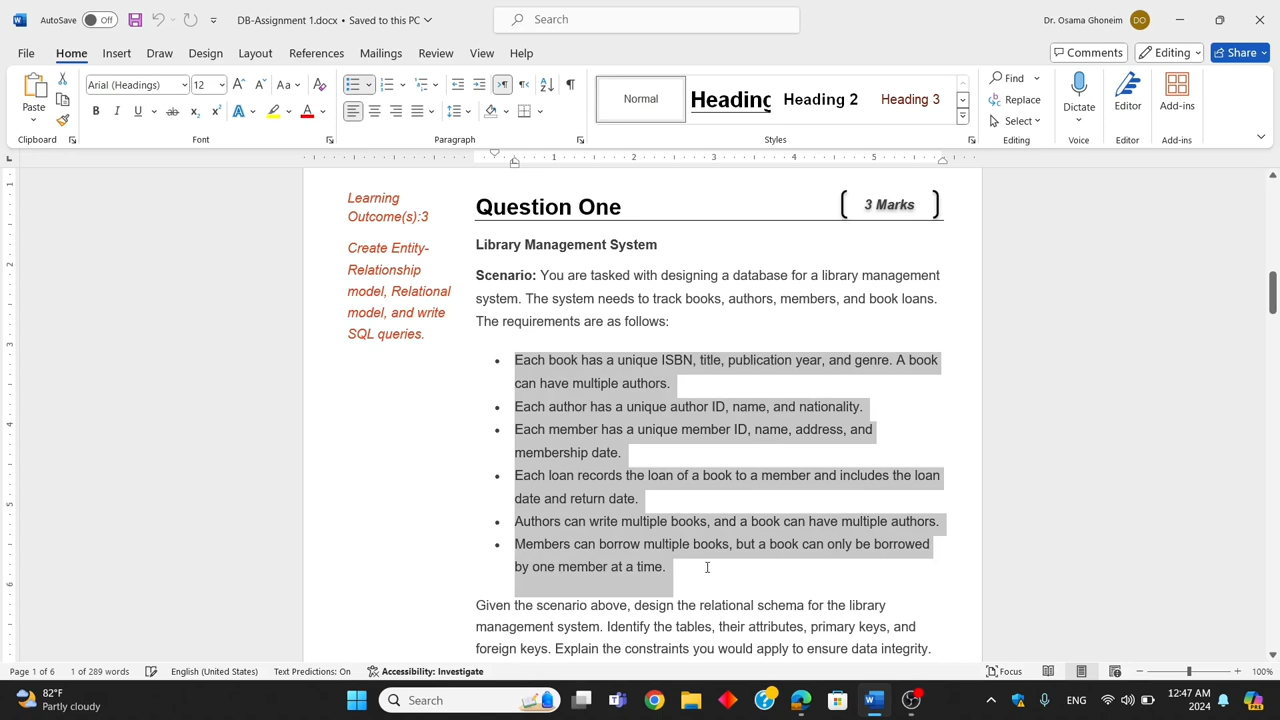 AutoSave Off DB-Assignment 1.docx • Saved to this PC Search Dr. Osama Ghoneim DO
File Home Insert Draw Design Layout References Mailings Review View Help Comments Editing Share
Paste Arial (Headings) 12 Normal Heading Heading 2 Heading 3 Find Replace Select Dictate Editor Add-ins
Clipboard Font Paragraph Styles Editing Voice Editor Add-ins
Learning
Outcome(s):3
Create Entity-
Relationship
model, Relational
model, and write
SQL queries.
Question One 3 Marks
Library Management System
Scenario: You are tasked with designing a database for a library management
system. The system needs to track books, authors, members, and book loans.
The requirements are as follows:
• Each book has a unique ISBN, title, publication year, and genre. A book
can have multiple authors.
• Each author has a unique author ID, name, and nationality.
• Each member has a unique member ID, name, address, and
membership date.
• Each loan records the loan of a book to a member and includes the loan
date and return date.
• Authors can write multiple books, and a book can have multiple authors.
• Members can borrow multiple books, but a book can only be borrowed
by one member at a time.
Given the scenario above, design the relational schema for the library
management system. Identify the tables, their attributes, primary keys, and
foreign keys. Explain the constraints you would apply to ensure data integrity.
Page 1 of 6 1 of 289 words English (United States) Text Predictions: On Accessibility: Investigate Focus 100%
82°F
Partly cloudy
Search
ENG
12:47 AM
2024